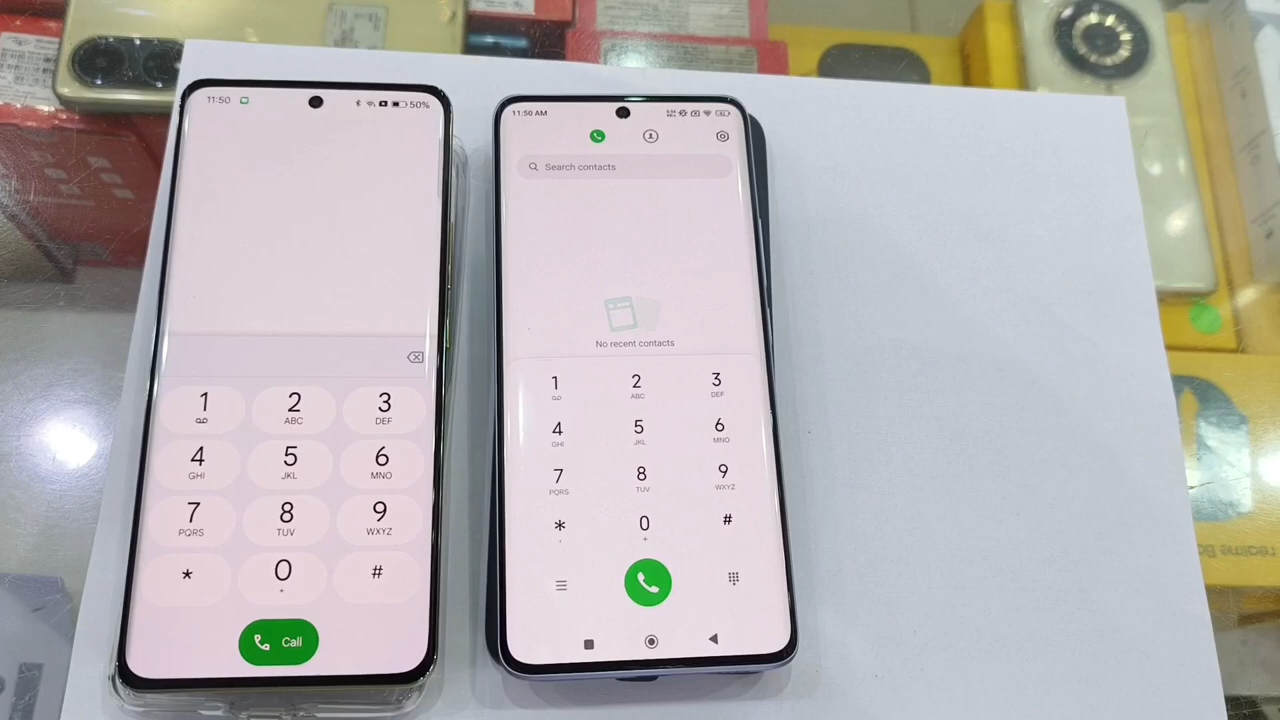 11:50
50%
1
2 ABC
3 DEF
4 GHI
5 JKL
6 MNO
7 PQRS
8 TUV
9 WXYZ
*
0
+
#
Call
11:50 AM
Search contacts
No recent contacts
1
2 ABC
3 DEF
4 GHI
5 JKL
6 MNO
7 PQRS
8 TUV
9 WXYZ
*
,
0
+
#
realme